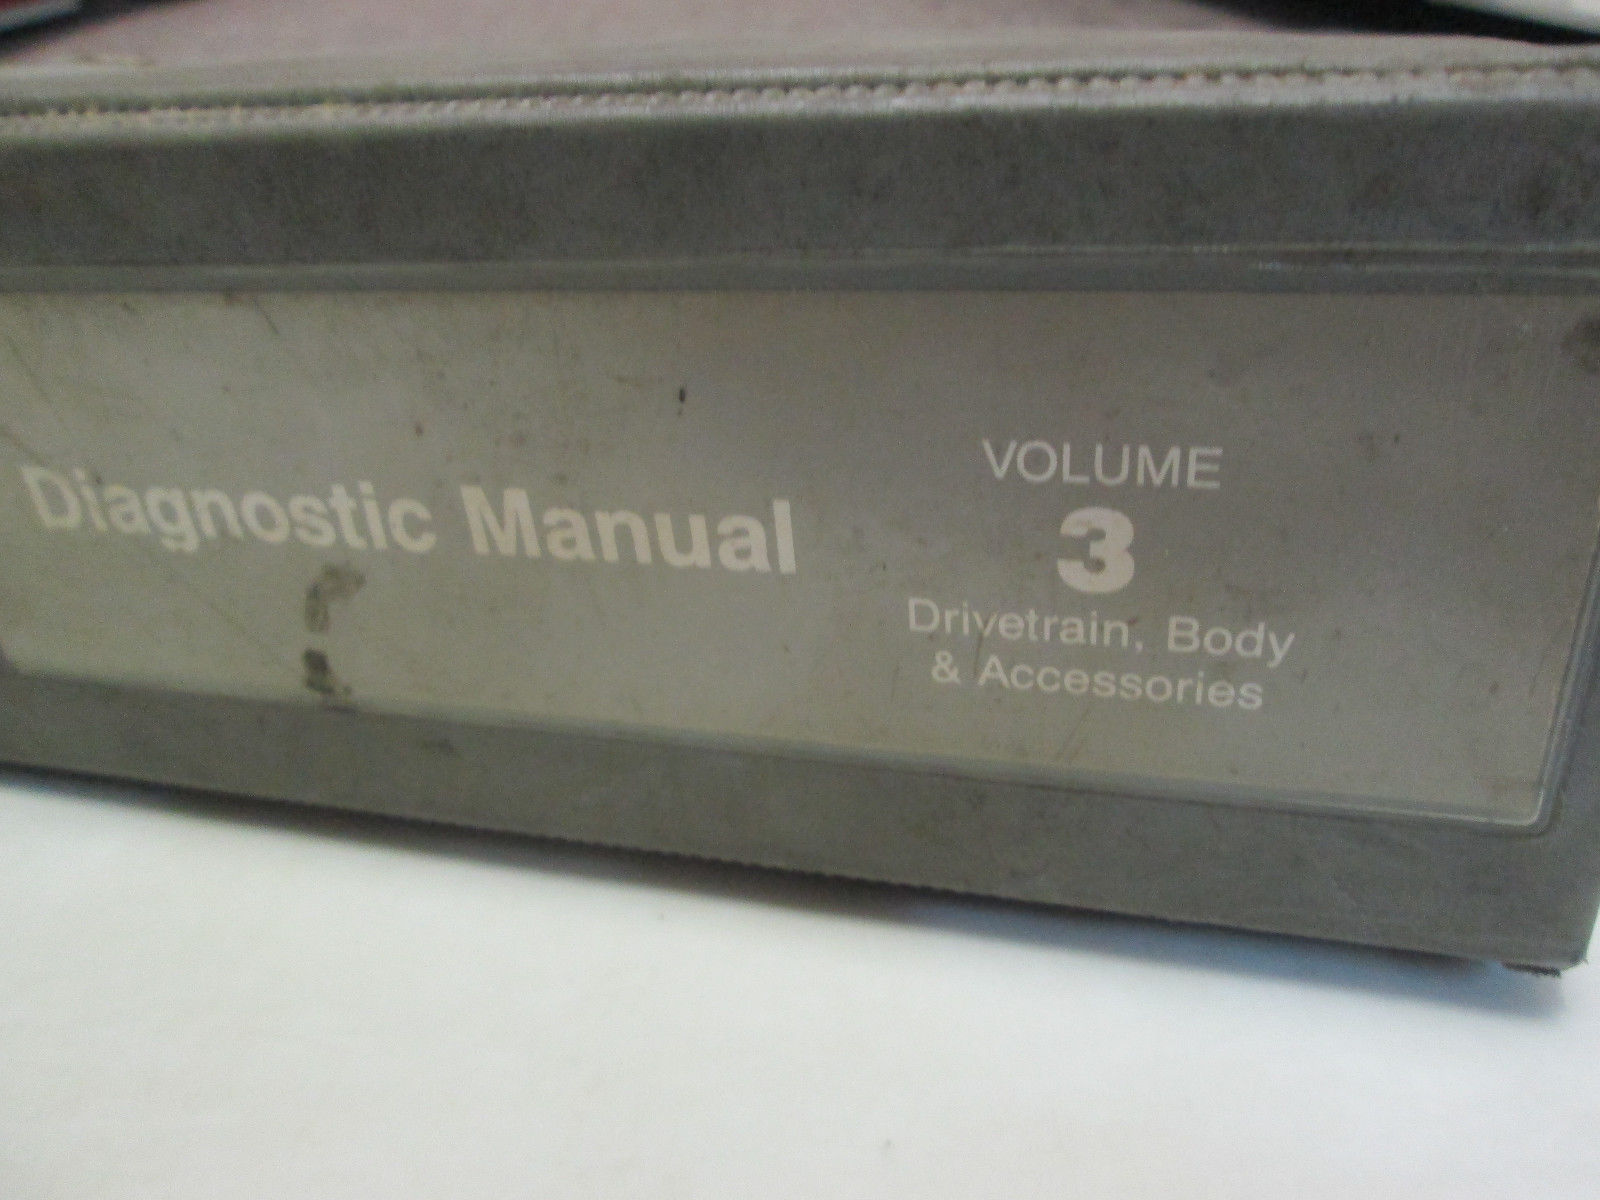 Diagnostic Manual
VOLUME
3
Drivetrain, Body
& Accessories